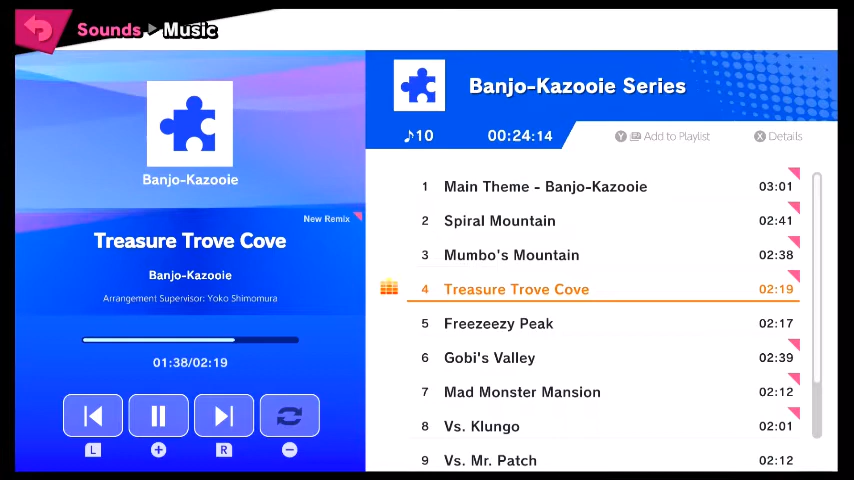 Sounds ▶ Music
Banjo-Kazooie
New Remix
Treasure Trove Cove
Banjo-Kazooie
Arrangement Supervisor: Yoko Shimomura
01:38/02:19
L + R −
Banjo-Kazooie Series
♪10 00:24:14 Y Add to Playlist X Details
1 Main Theme - Banjo-Kazooie 03:01
2 Spiral Mountain 02:41
3 Mumbo's Mountain 02:38
4 Treasure Trove Cove 02:19
5 Freezeezy Peak 02:17
6 Gobi's Valley 02:39
7 Mad Monster Mansion 02:12
8 Vs. Klungo 02:01
9 Vs. Mr. Patch 02:12